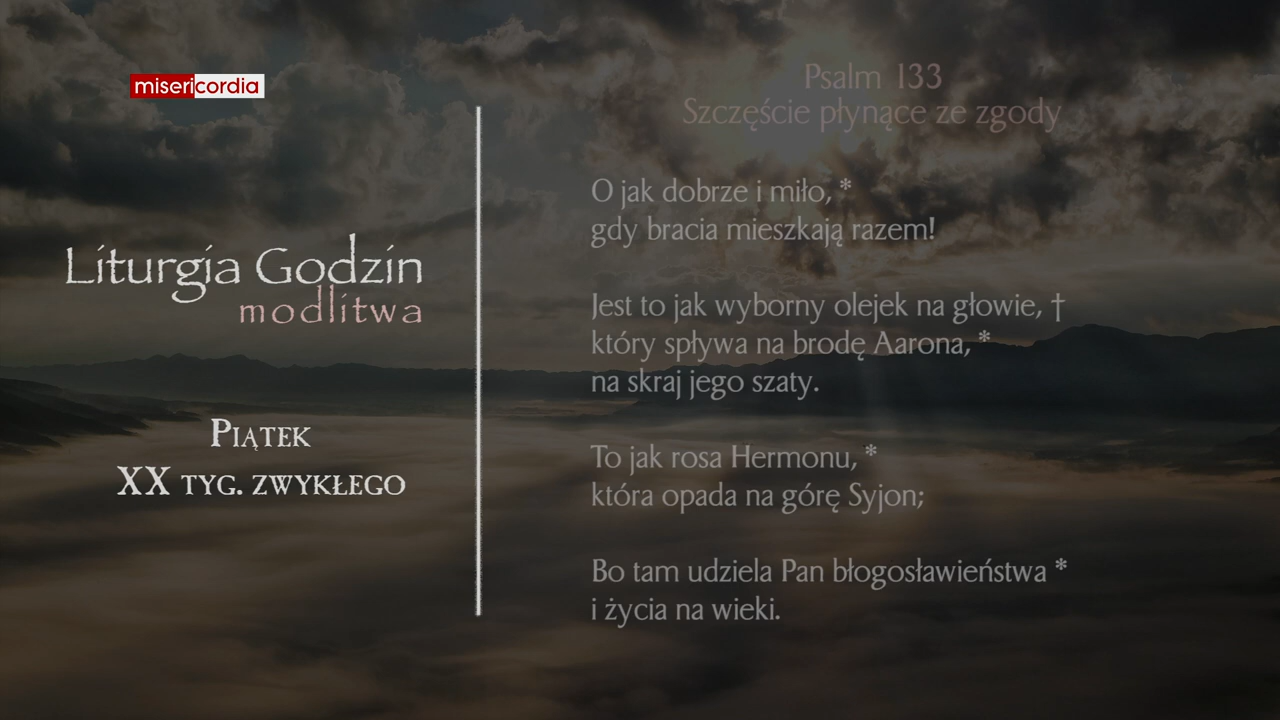 misericordia
Liturgia Godzin
modlitwa
Piątek
XX tyg. zwykłego
Psalm 133
Szczęście płynące ze zgody
O jak dobrze i miło, *
gdy bracia mieszkają razem!
Jest to jak wyborny olejek na głowie, †
który spływa na brodę Aarona, *
na skraj jego szaty.
To jak rosa Hermonu, *
która opada na górę Syjon;
Bo tam udziela Pan błogosławieństwa *
i życia na wieki.